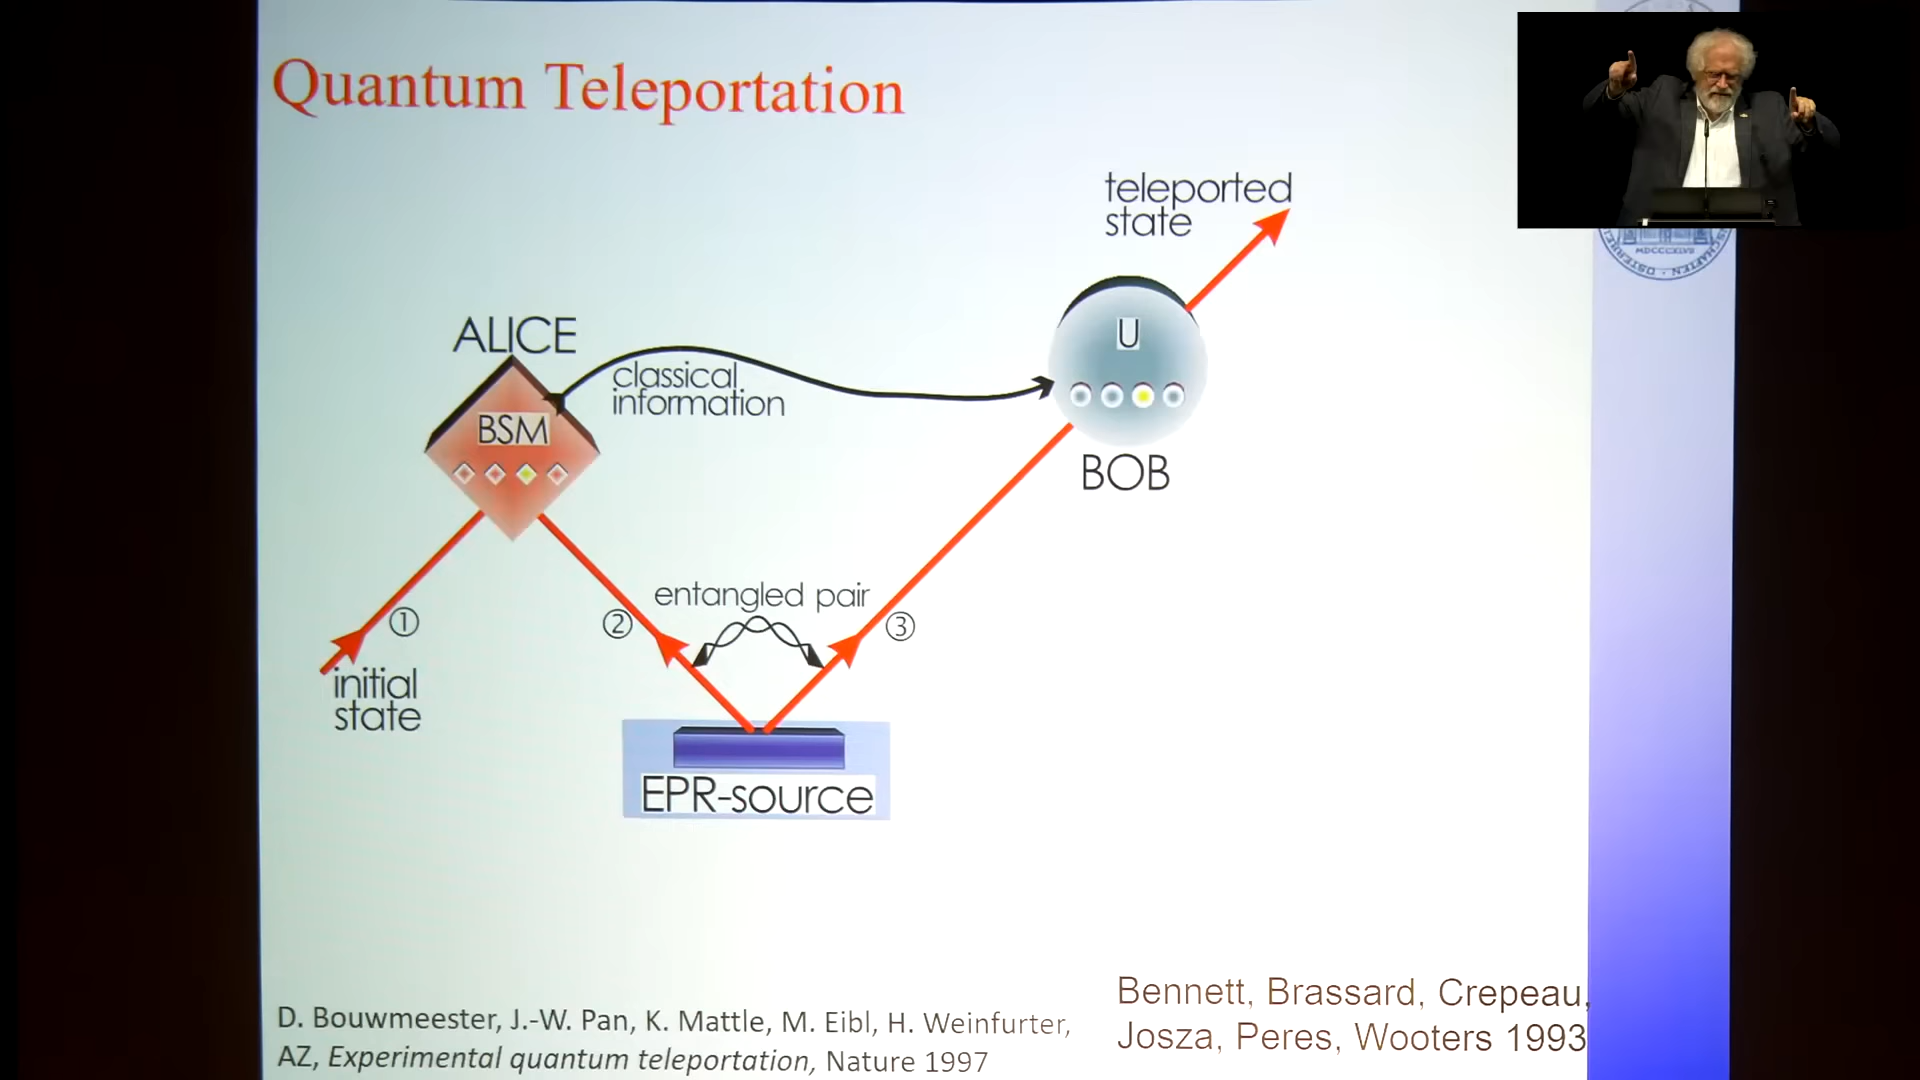 Quantum Teleportation
teleported
state
ALICE
U
classical
information
BSM
BOB
entangled pair
①
②
③
initial
state
EPR-source
MDCCCXLVII
D. Bouwmeester, J.-W. Pan, K. Mattle, M. Eibl, H. Weinfurter,
AZ, Experimental quantum teleportation, Nature 1997
Bennett, Brassard, Crepeau,
Josza, Peres, Wooters 1993